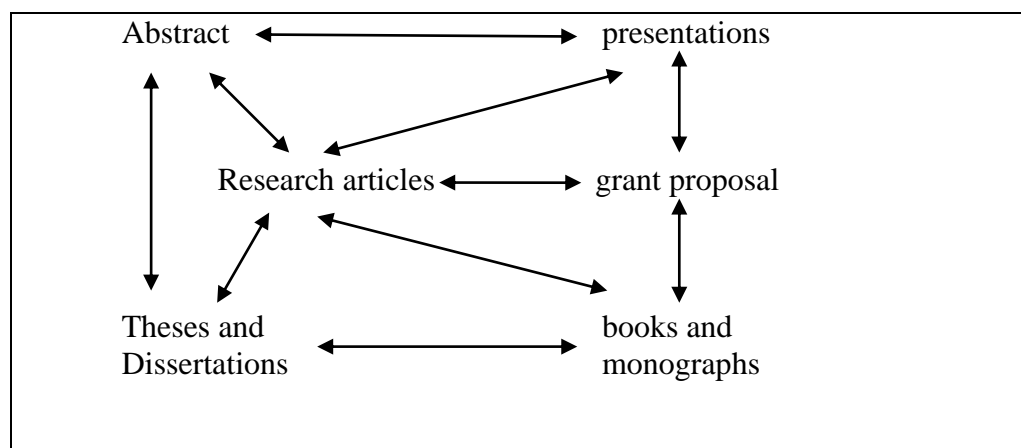 Abstract
presentations
Research articles
grant proposal
Theses and
Dissertations
books and
monographs